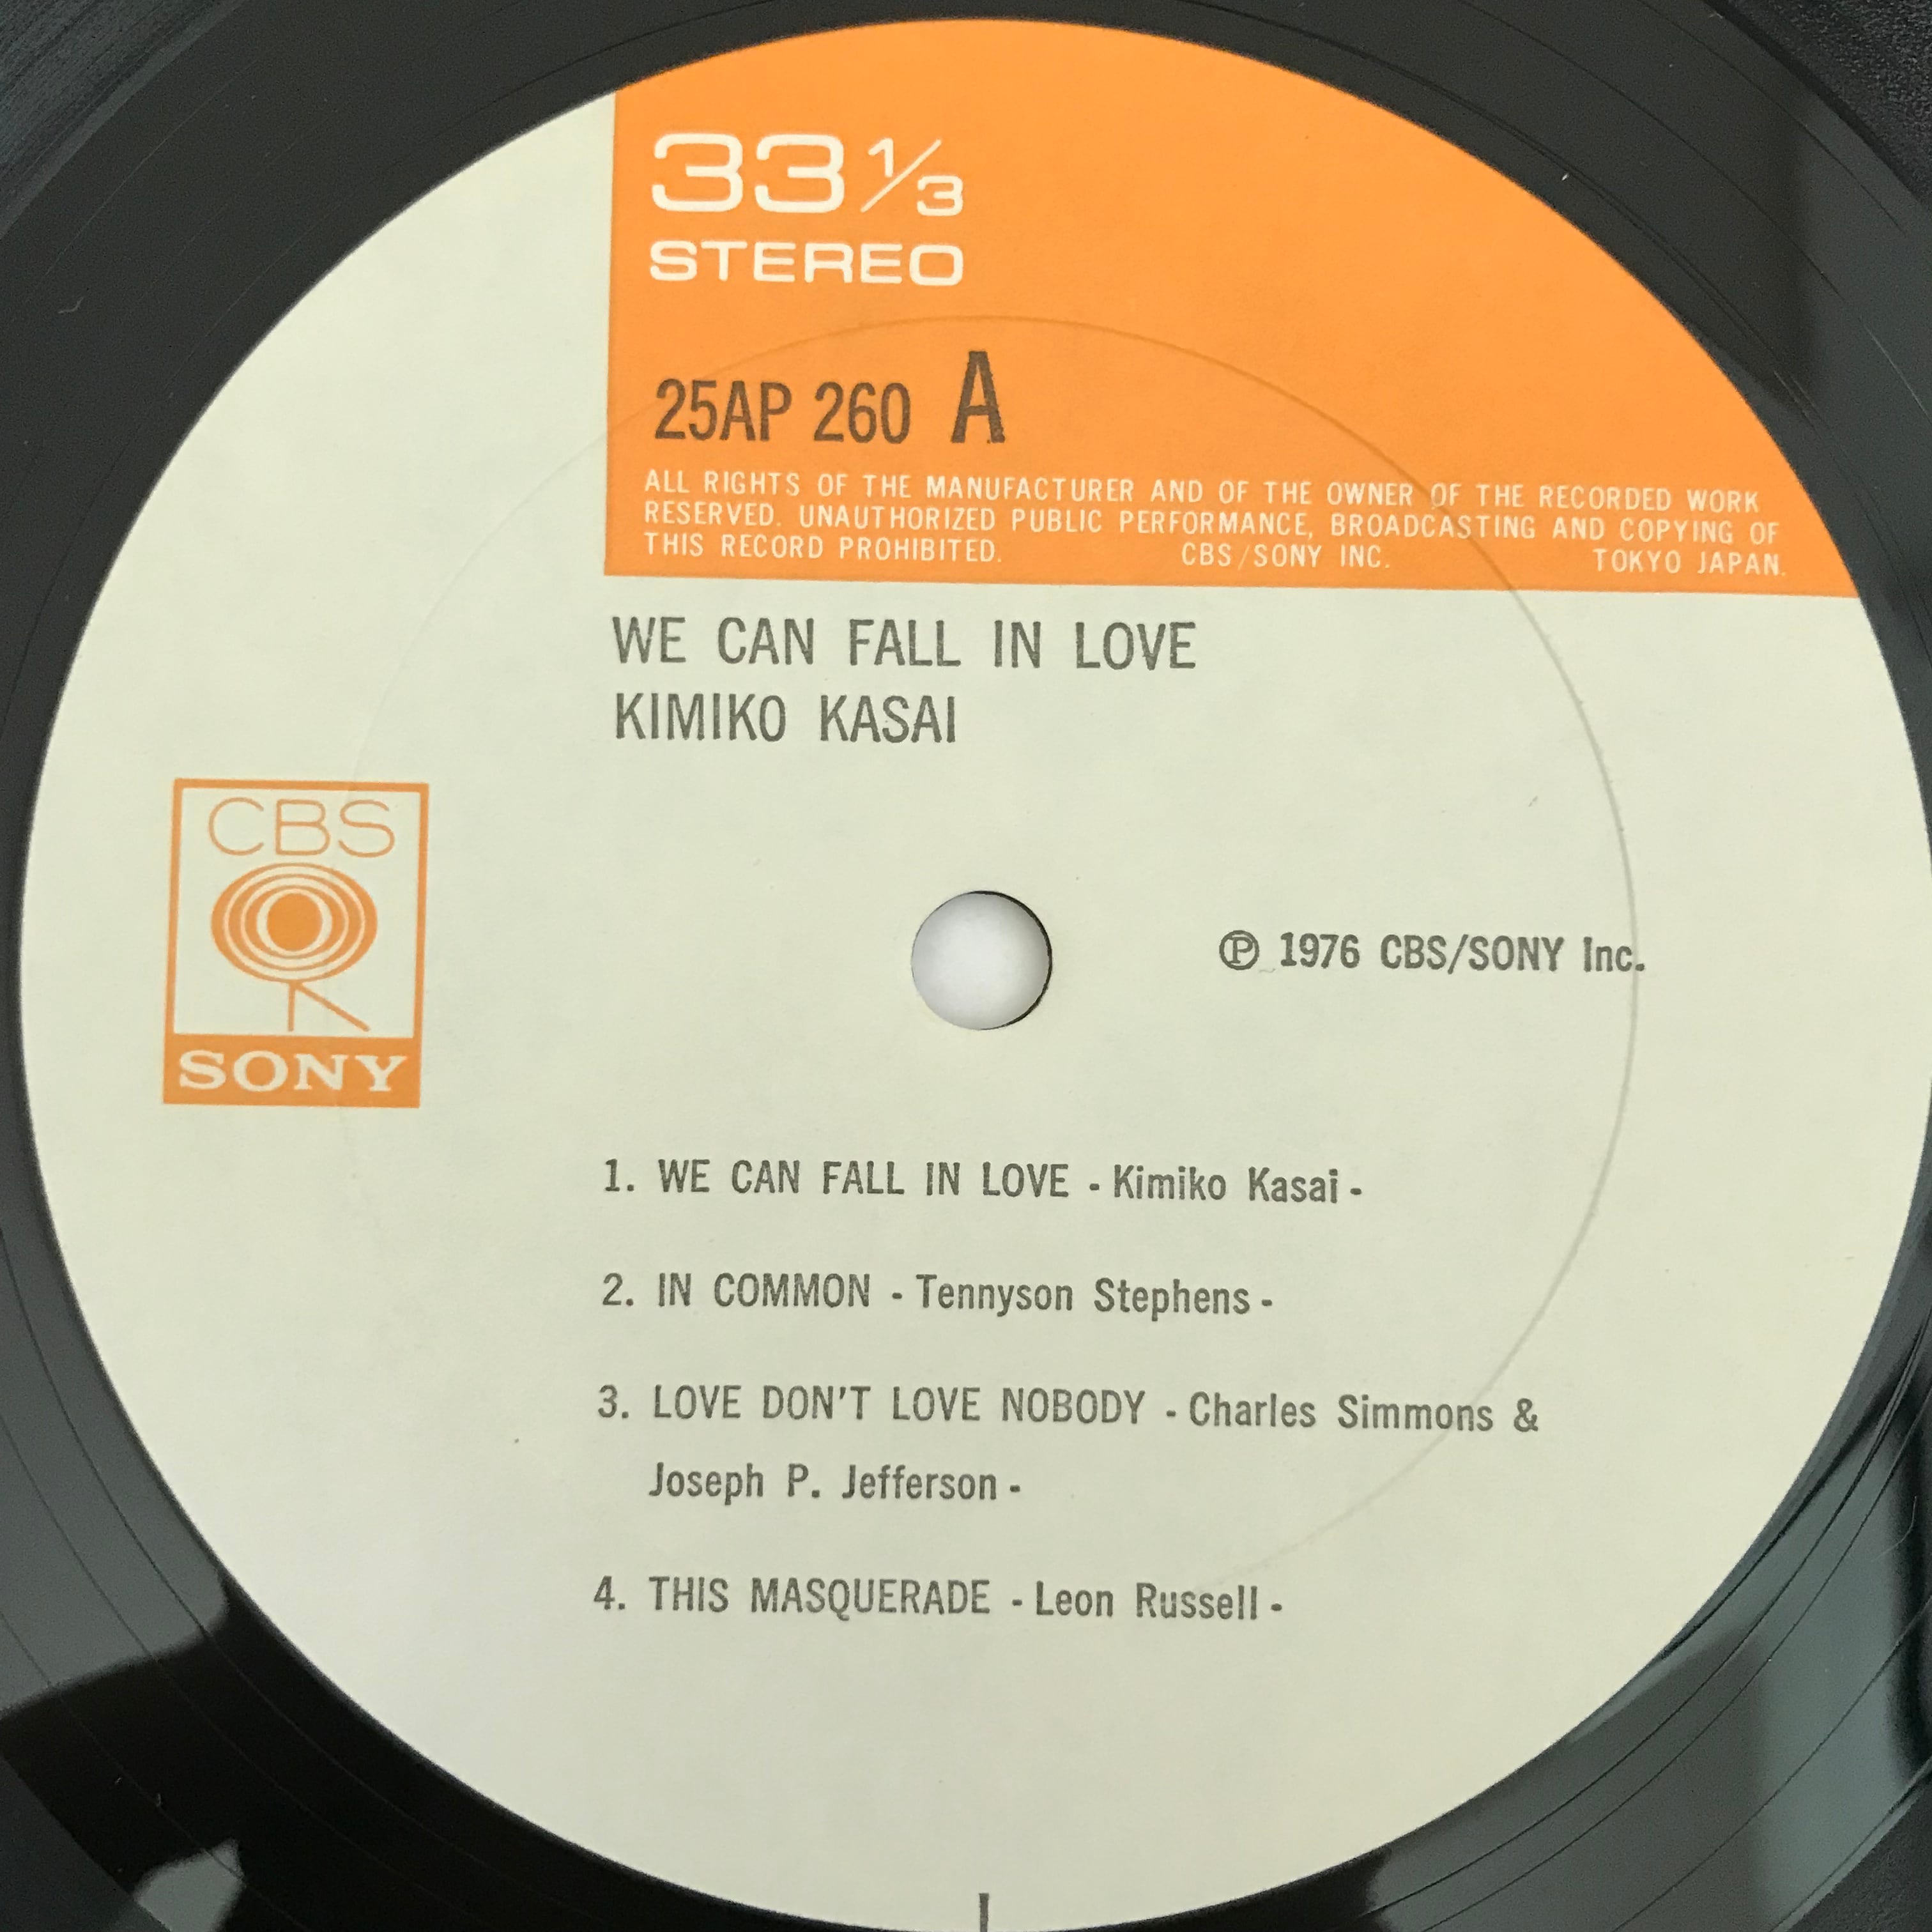 33 1/3
STEREO
25AP 260 A
ALL RIGHTS OF THE MANUFACTURER AND OF THE OWNER OF THE RECORDED WORK
RESERVED. UNAUTHORIZED PUBLIC PERFORMANCE, BROADCASTING AND COPYING OF
THIS RECORD PROHIBITED. CBS/SONY INC. TOKYO JAPAN.
WE CAN FALL IN LOVE
KIMIKO KASAI
CBS
SONY
℗ 1976 CBS/SONY Inc.
1. WE CAN FALL IN LOVE - Kimiko Kasai -
2. IN COMMON - Tennyson Stephens -
3. LOVE DON'T LOVE NOBODY - Charles Simmons &
Joseph P. Jefferson -
4. THIS MASQUERADE - Leon Russell -